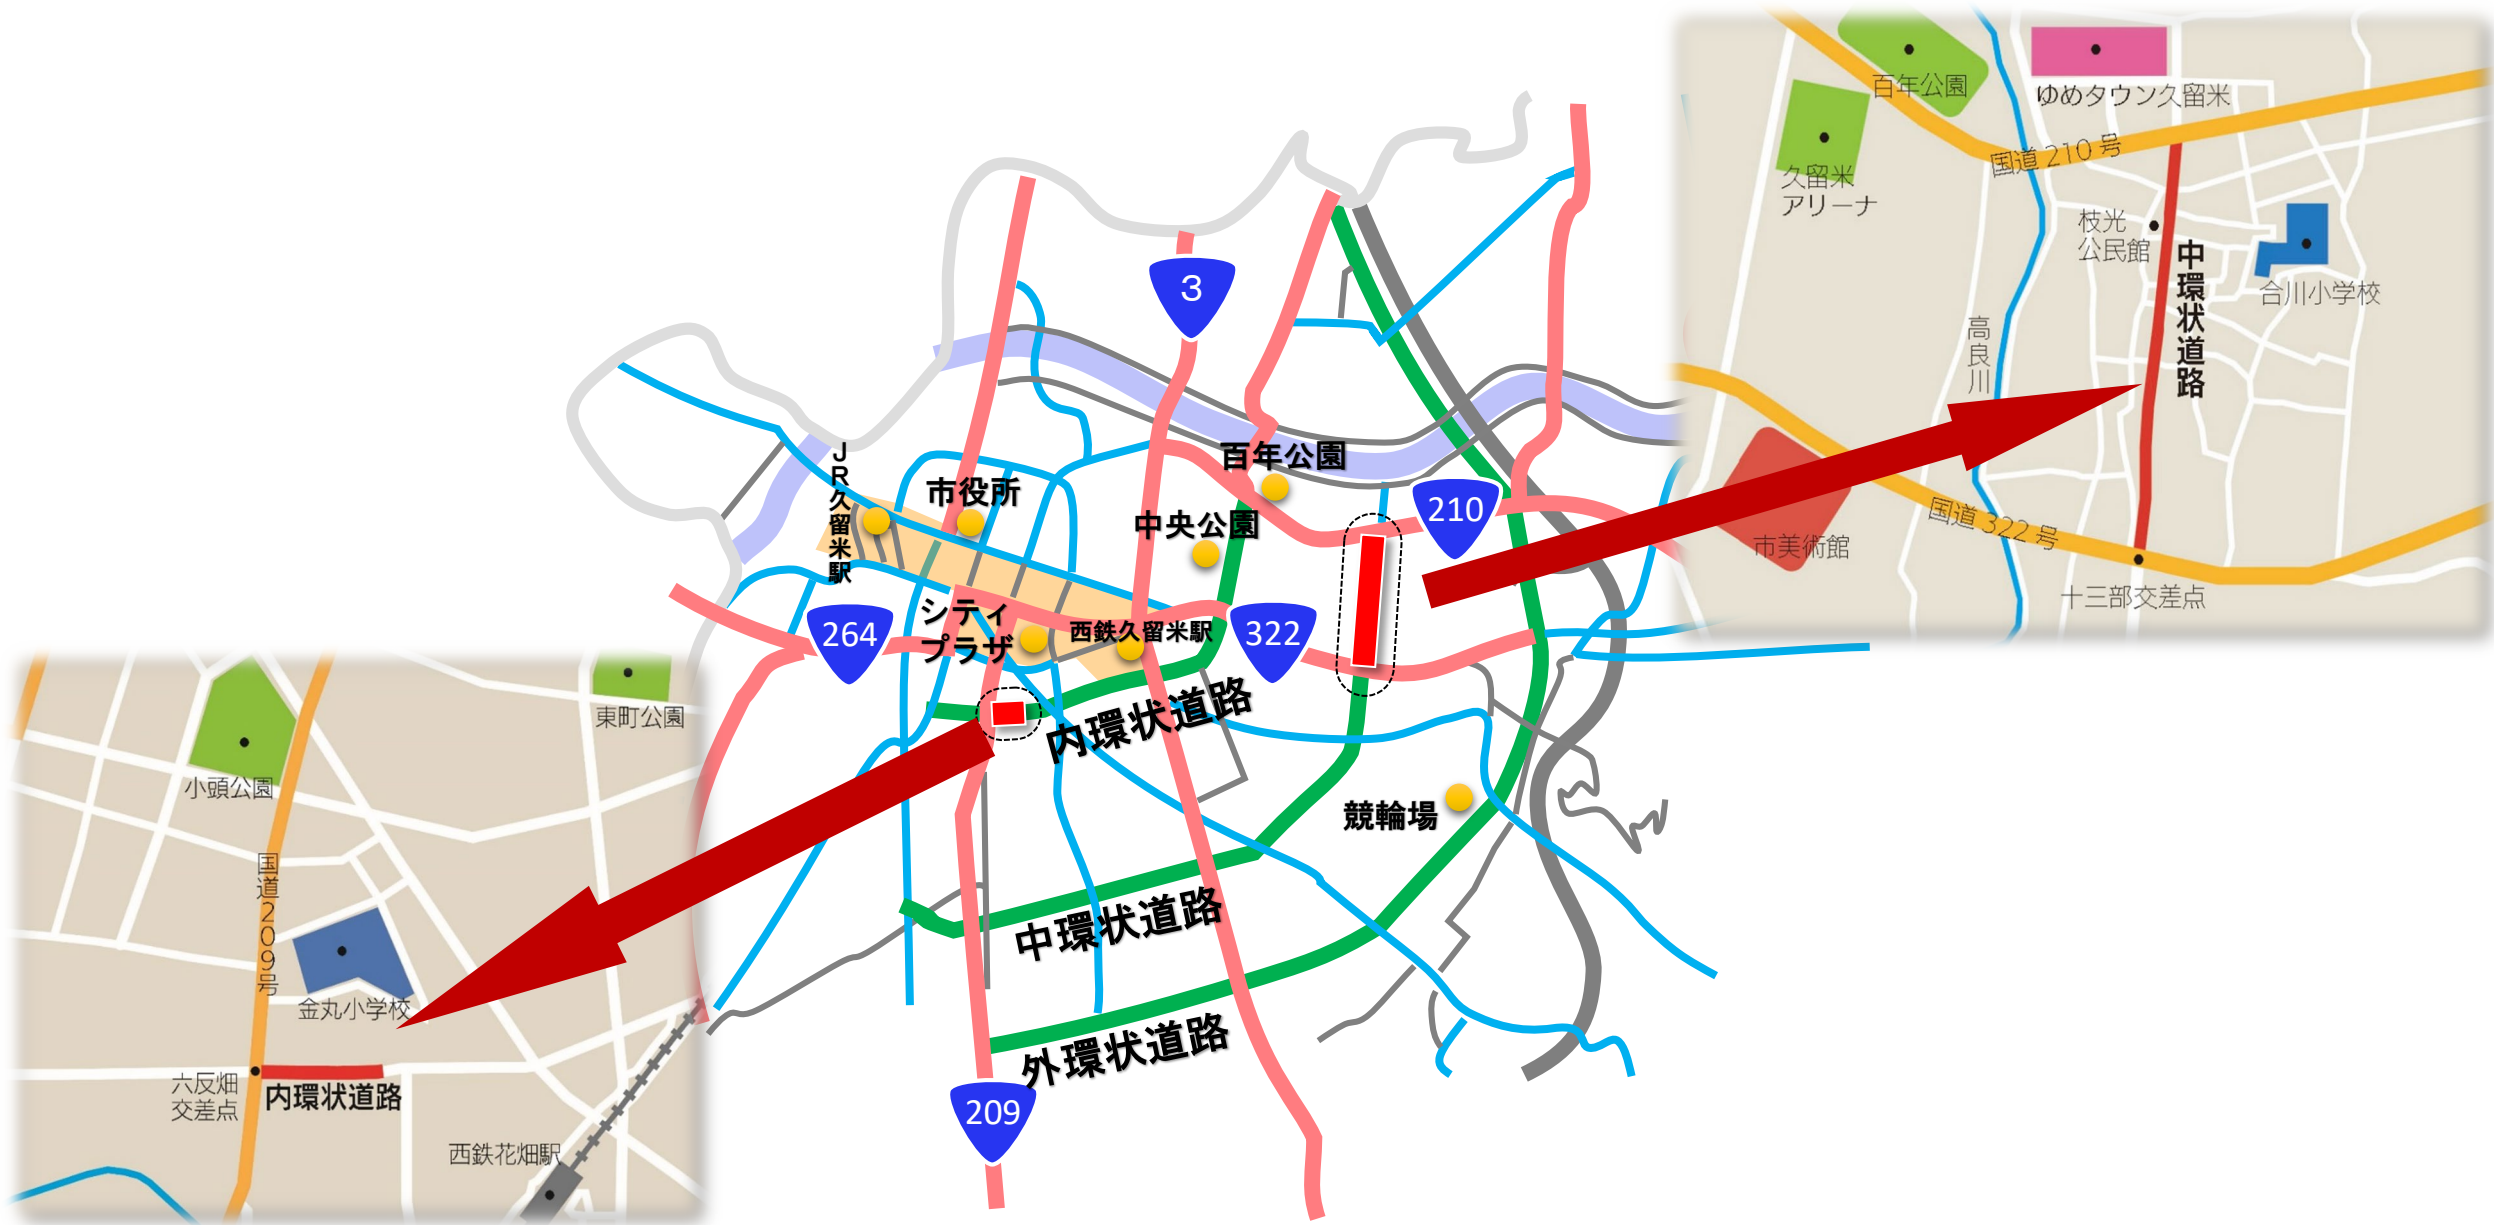 3
百年公園
JR久留米駅
市役所
中央公園
210
シティ
プラザ
西鉄久留米駅
264
322
内環状道路
競輪場
中環状道路
外環状道路
209
百年公園
ゆめタウン久留米
久留米
アリーナ
国道 210 号
枝光
公民館
中環状道路
合川小学校
高良川
国道 322 号
市美術館
十三部交差点
東町公園
小頭公園
国道209号
金丸小学校
六反畑
交差点
内環状道路
西鉄花畑駅